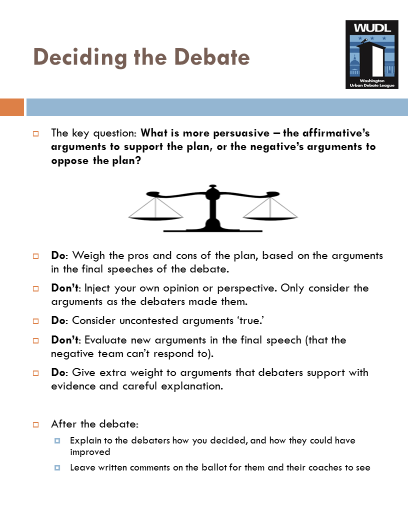 WUDL
Washington
Urban Debate League
Deciding the Debate
The key question: What is more persuasive – the affirmative's
arguments to support the plan, or the negative's arguments to
oppose the plan?
Do: Weigh the pros and cons of the plan, based on the arguments
in the final speeches of the debate.
Don't: Inject your own opinion or perspective. Only consider the
arguments as the debaters made them.
Do: Consider uncontested arguments 'true.'
Don't: Evaluate new arguments in the final speech (that the
negative team can't respond to).
Do: Give extra weight to arguments that debaters support with
evidence and careful explanation.
After the debate:
Explain to the debaters how you decided, and how they could have
improved
Leave written comments on the ballot for them and their coaches to see